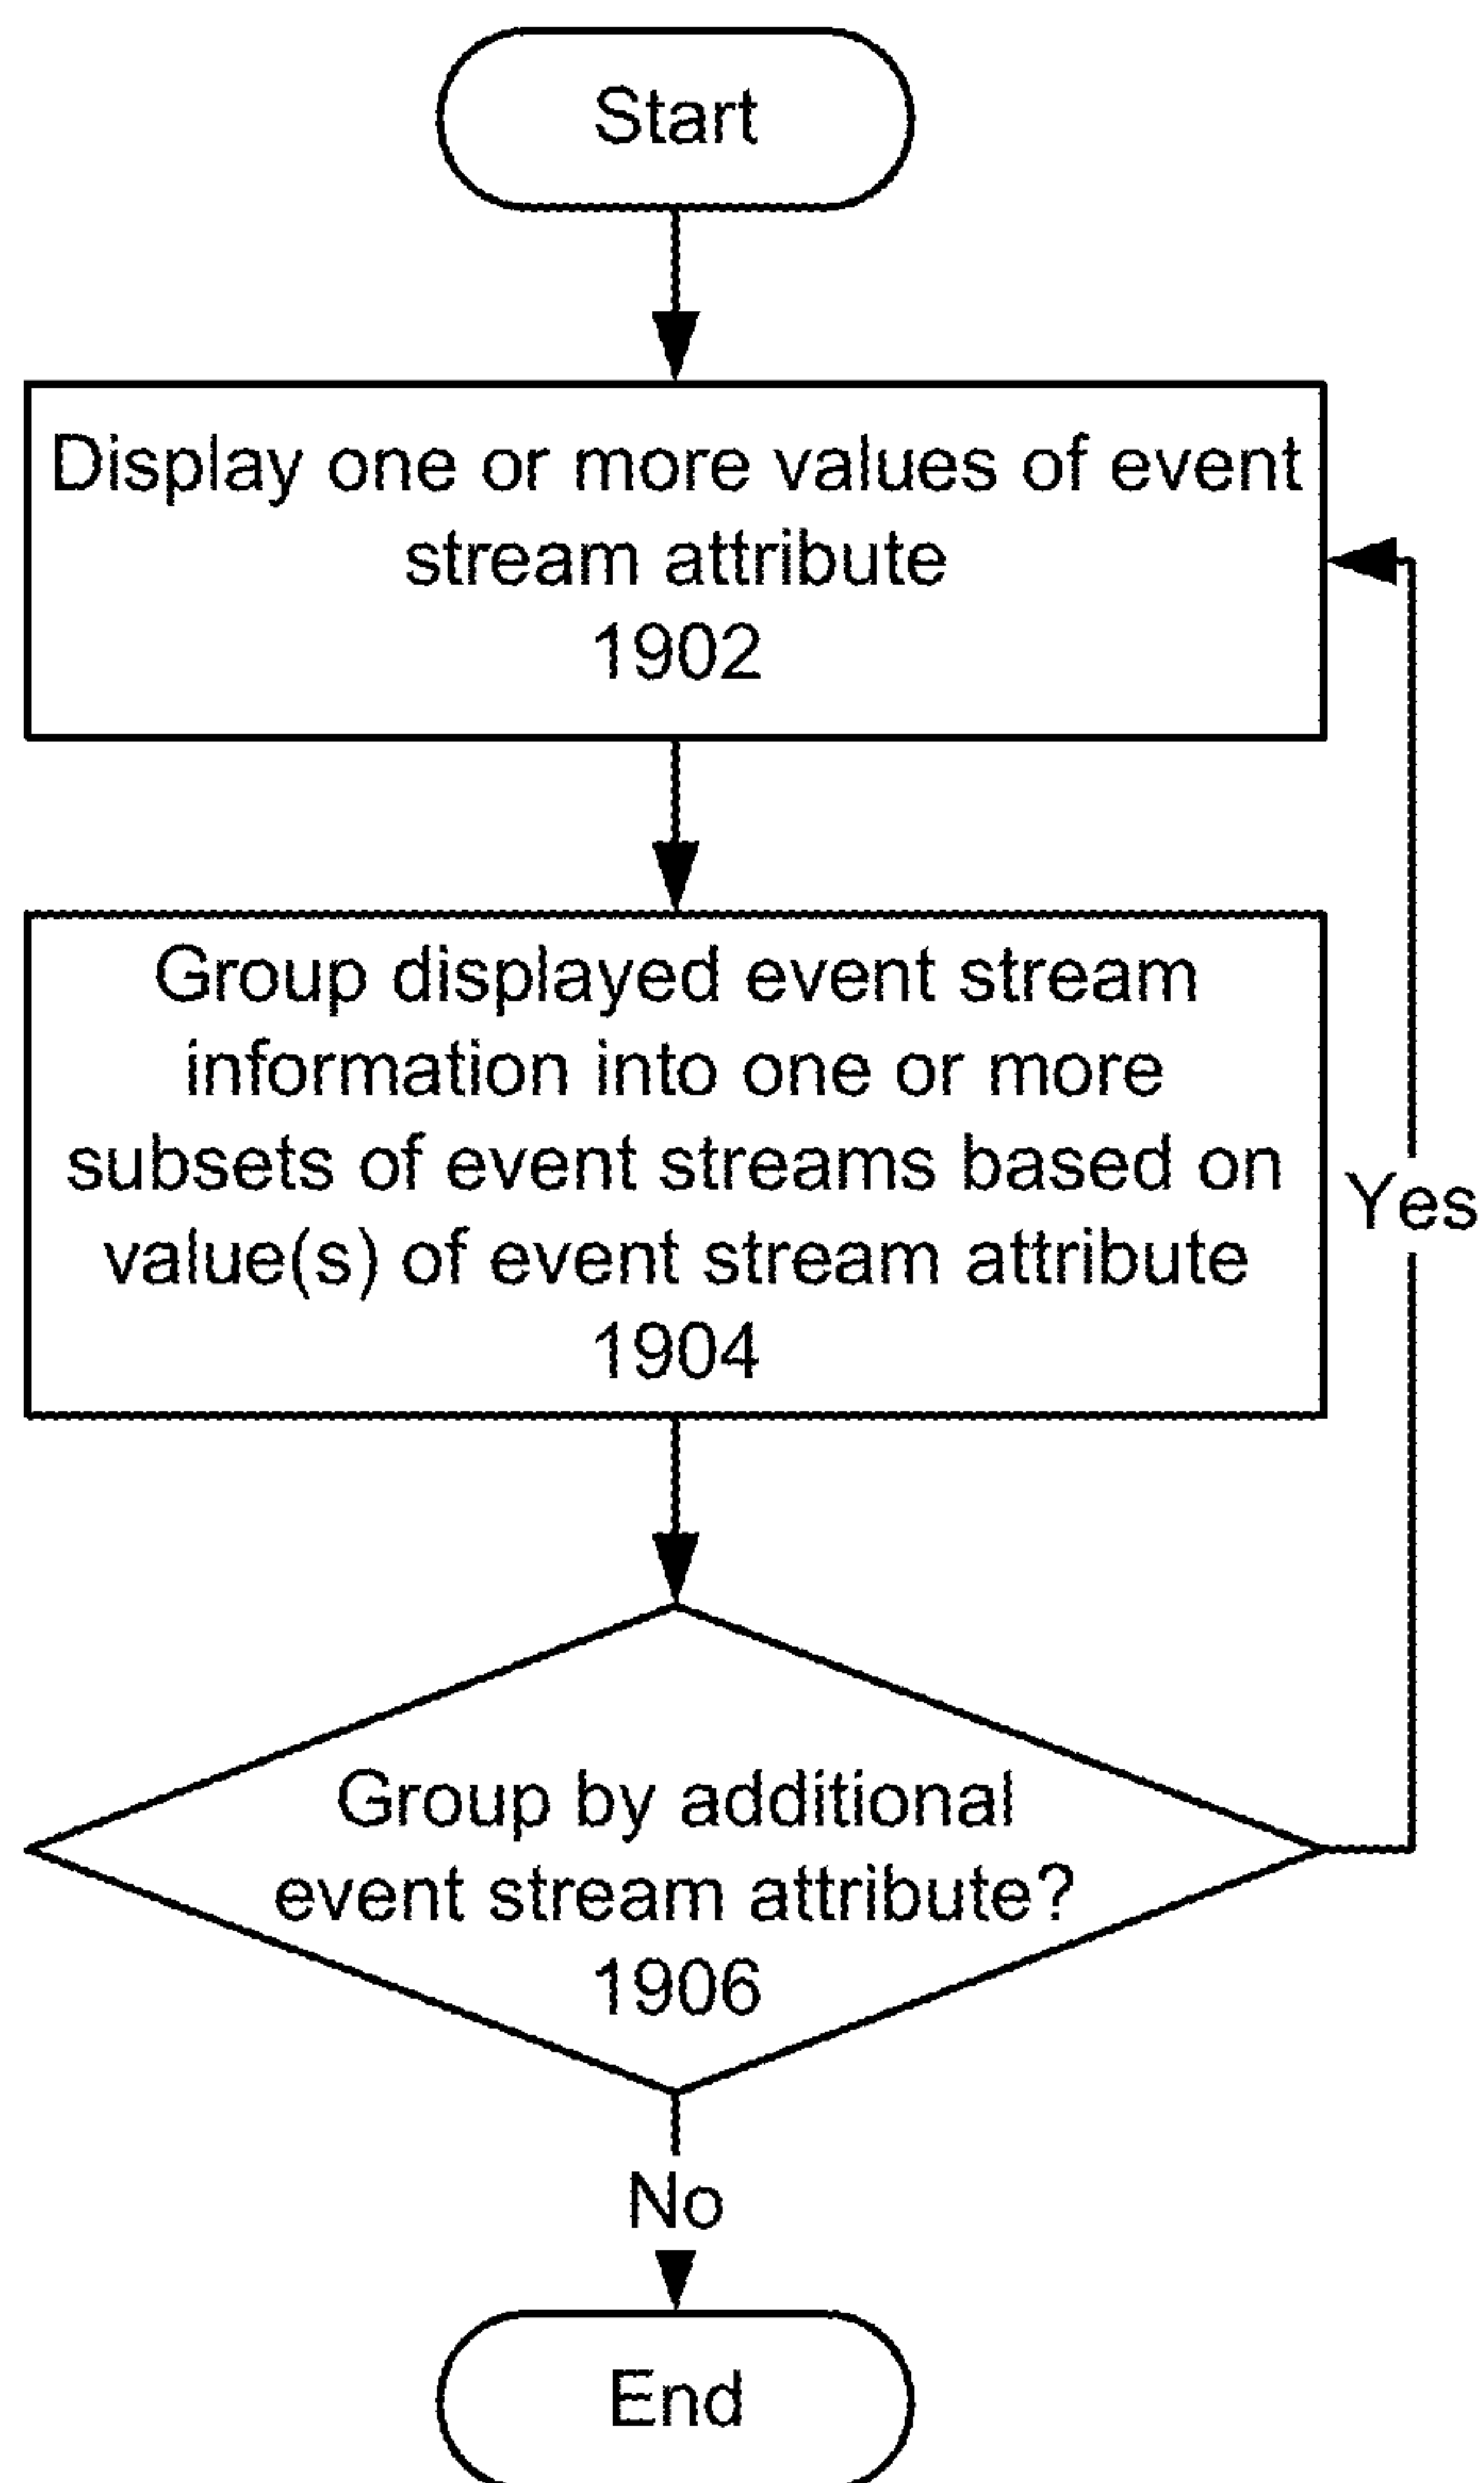 Start
Display one or more values of event
stream attribute
1902
Group displayed event stream
information into one or more
subsets of event streams based on
value(s) of event stream attribute
1904
Yes
Group by additional
event stream attribute?
1906
No
End